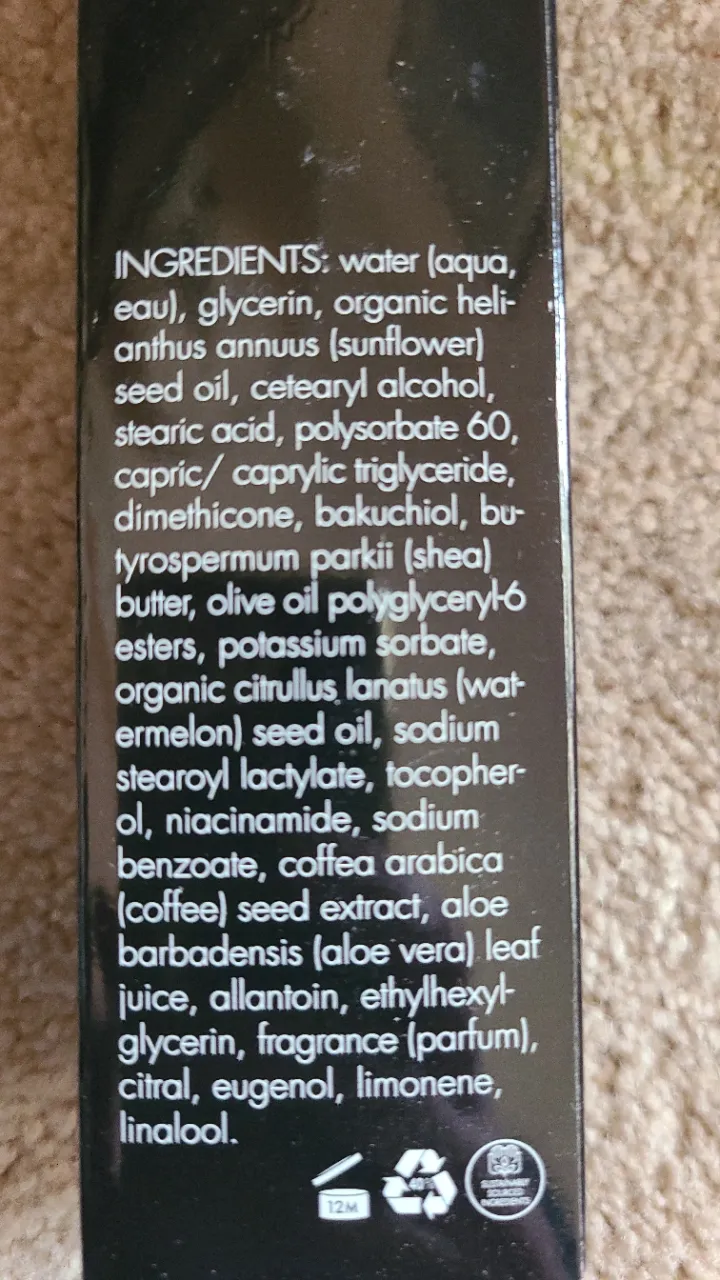 INGREDIENTS: water (aqua,
eau), glycerin, organic heli-
anthus annuus (sunflower)
seed oil, cetearyl alcohol,
stearic acid, polysorbate 60,
capric/ caprylic triglyceride,
dimethicone, bakuchiol, bu-
tyrospermum parkii (shea)
butter, olive oil polyglyceryl-6
esters, potassium sorbate,
organic citrullus lanatus (wat-
ermelon) seed oil, sodium
stearoyl lactylate, tocopher-
ol, niacinamide, sodium
benzoate, coffea arabica
(coffee) seed extract, aloe
barbadensis (aloe vera) leaf
juice, allantoin, ethylhexyl-
glycerin, fragrance (parfum),
citral, eugenol, limonene,
linalool.
12M
SUSTAINABLY
SOURCED
INGREDIENTS